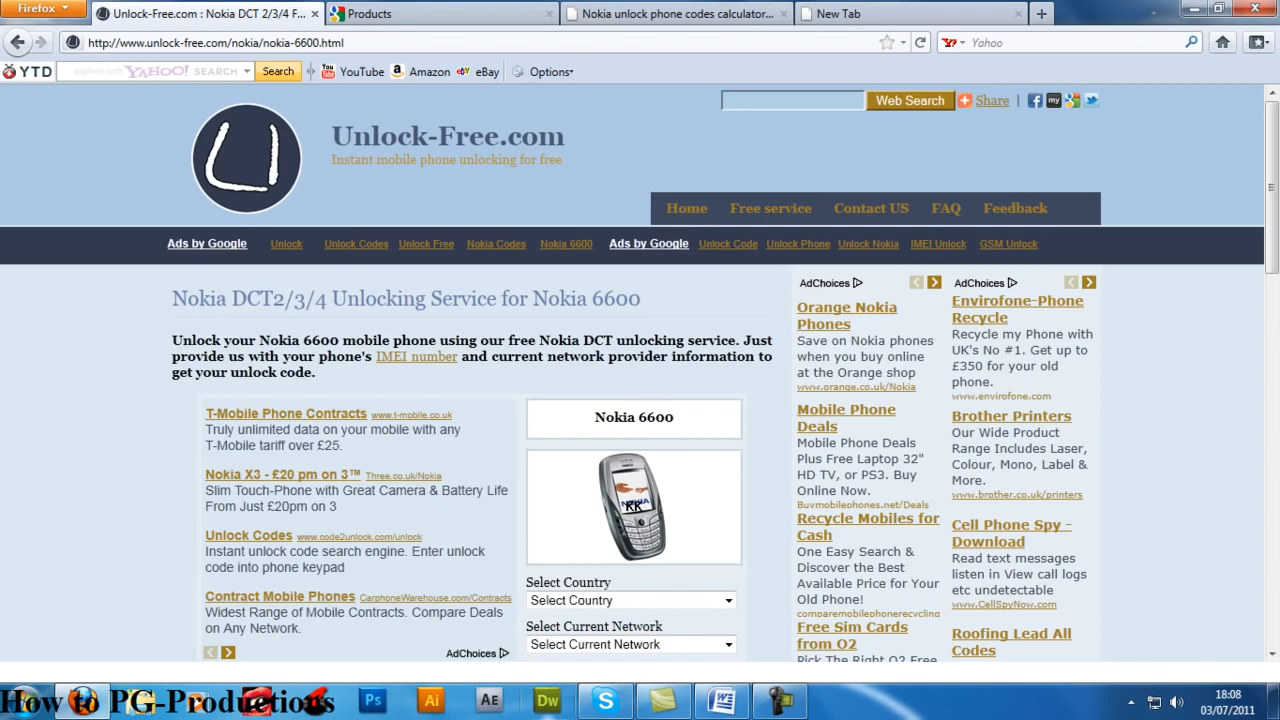 Firefox
Unlock-Free.com : Nokia DCT 2/3/4 F...
Products
Nokia unlock phone codes calculator...
New Tab
http://www.unlock-free.com/nokia/nokia-6600.html
Yahoo
YTD
explore with YAHOO! SEARCH
Search
YouTube
Amazon
eBay
Options
Web Search
Share
|
Unlock-Free.com
Instant mobile phone unlocking for free
Home
Free service
Contact US
FAQ
Feedback
Ads by Google
Unlock
Unlock Codes
Unlock Free
Nokia Codes
Nokia 6600
Ads by Google
Unlock Code
Unlock Phone
Unlock Nokia
IMEI Unlock
GSM Unlock
Nokia DCT2/3/4 Unlocking Service for Nokia 6600
Unlock your Nokia 6600 mobile phone using our free Nokia DCT unlocking service. Just
provide us with your phone's IMEI number and current network provider information to
get your unlock code.
T-Mobile Phone Contracts www.t-mobile.co.uk
Truly unlimited data on your mobile with any
T-Mobile tariff over £25.
Nokia X3 - £20 pm on 3™ Three.co.uk/Nokia
Slim Touch-Phone with Great Camera & Battery Life
From Just £20pm on 3
Unlock Codes www.code2unlock.com/unlock
Instant unlock code search engine. Enter unlock
code into phone keypad
Contract Mobile Phones CarphoneWarehouse.com/Contracts
Widest Range of Mobile Contracts. Compare Deals
on Any Network.
AdChoices
Nokia 6600
NOKIA
KK
Select Country
Select Country
Select Current Network
Select Current Network
AdChoices
Orange Nokia
Phones
Save on Nokia phones
when you buy online
at the Orange shop
www.orange.co.uk/Nokia
Mobile Phone
Deals
Mobile Phone Deals
Plus Free Laptop 32"
HD TV, or PS3. Buy
Online Now.
Buymobilephones.net/Deals
Recycle Mobiles for
Cash
One Easy Search &
Discover the Best
Available Price for Your
Old Phone!
comparemobilephonerecycling
Free Sim Cards
from O2
Pick The Right O2 Free
AdChoices
Envirofone-Phone
Recycle
Recycle my Phone with
UK's No #1. Get up to
£350 for your old
phone.
www.envirofone.com
Brother Printers
Our Wide Product
Range Includes Laser,
Colour, Mono, Label &
More.
www.brother.co.uk/printers
Cell Phone Spy -
Download
Read text messages
listen in View call logs
etc undetectable
www.CellSpyNow.com
Roofing Lead All
Codes
How to PG-Productions
Ps
Ai
AE
Dw
S
W
18:08
03/07/2011